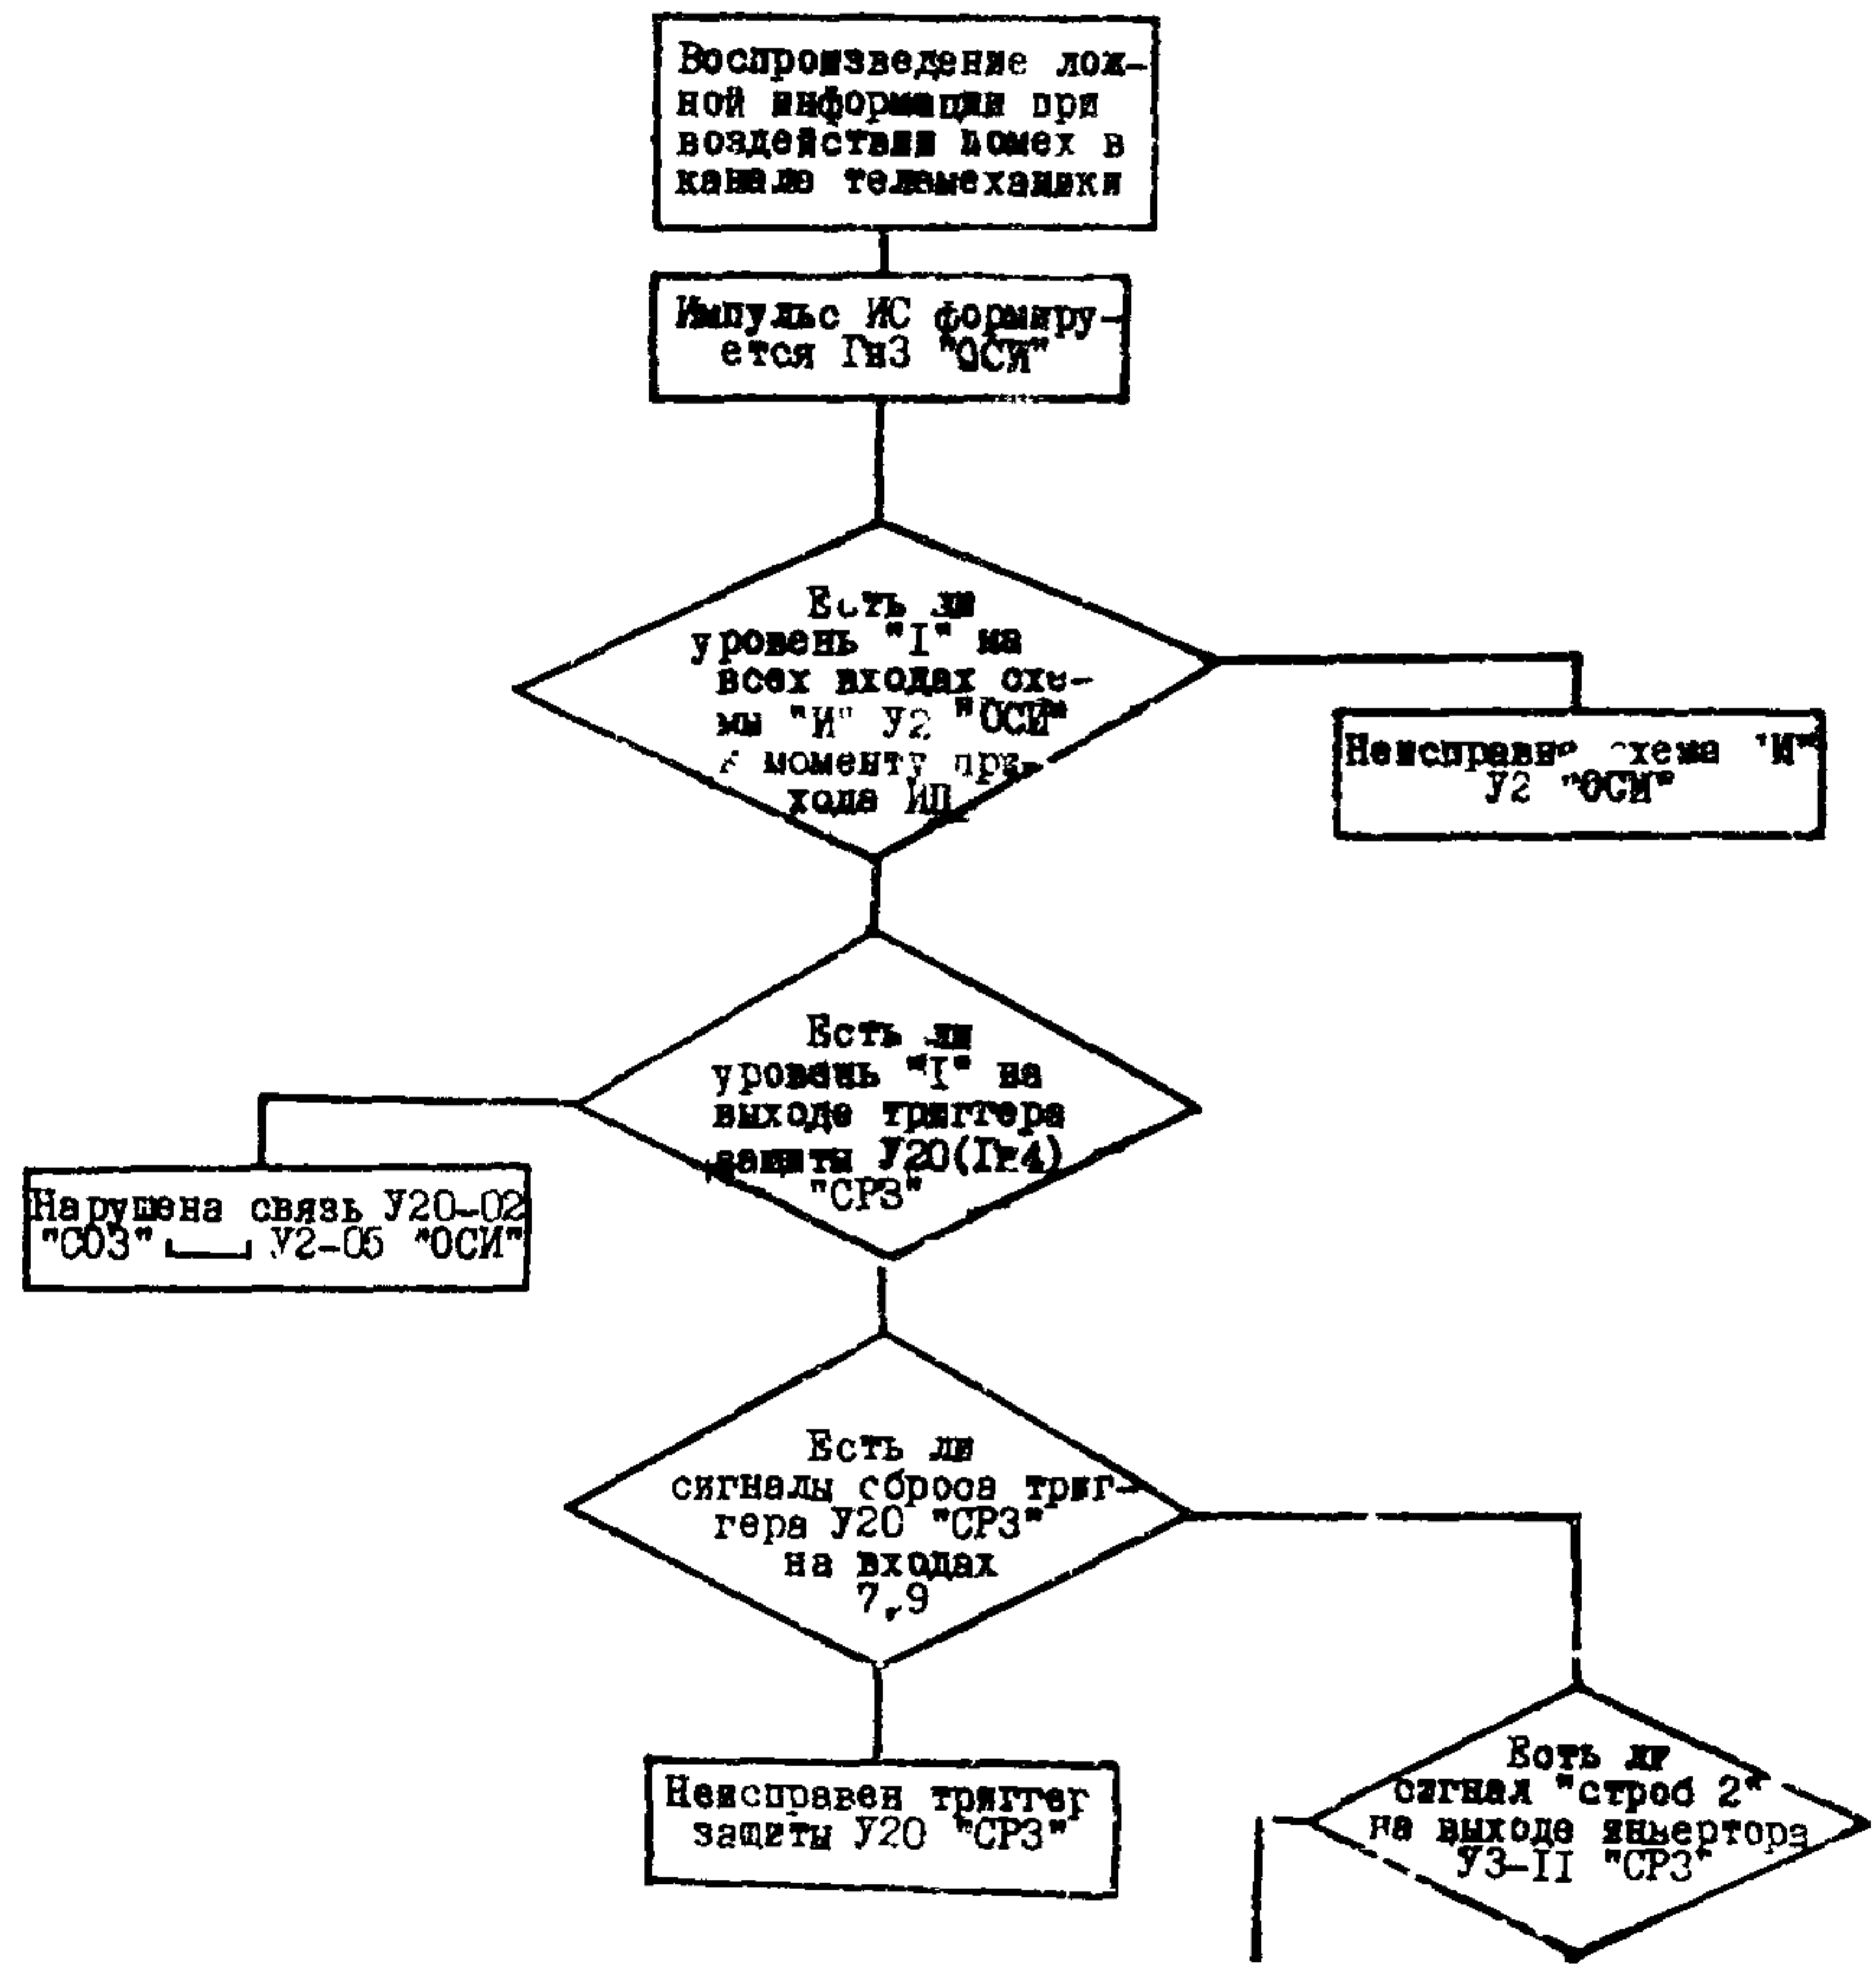 Воспроизведение лож-
ной информации при
воздействии помех в
канале телемеханики
Импульс ИС формиру-
ется Гн3 "ОСИ"
Есть ли
уровень "I" на
всех входах схе-
мы "И" У2 "ОСИ"
к моменту при-
хода ИП
Неисправна схема "И"
У2 "ОСИ"
Есть ли
уровень "I" на
выходе триггера
защиты У20(Гн4)
"СРЗ"
Нарушена связь У20-02
"СОЗ" У2-05 "ОСИ"
Есть ли
сигналы сброса триг-
гера У20 "СРЗ"
на входах
7,9
Неисправен триггер
защиты У20 "СРЗ"
Есть ли
сигнал "строб 2"
на выходе инвертора
У3-II "СРЗ"